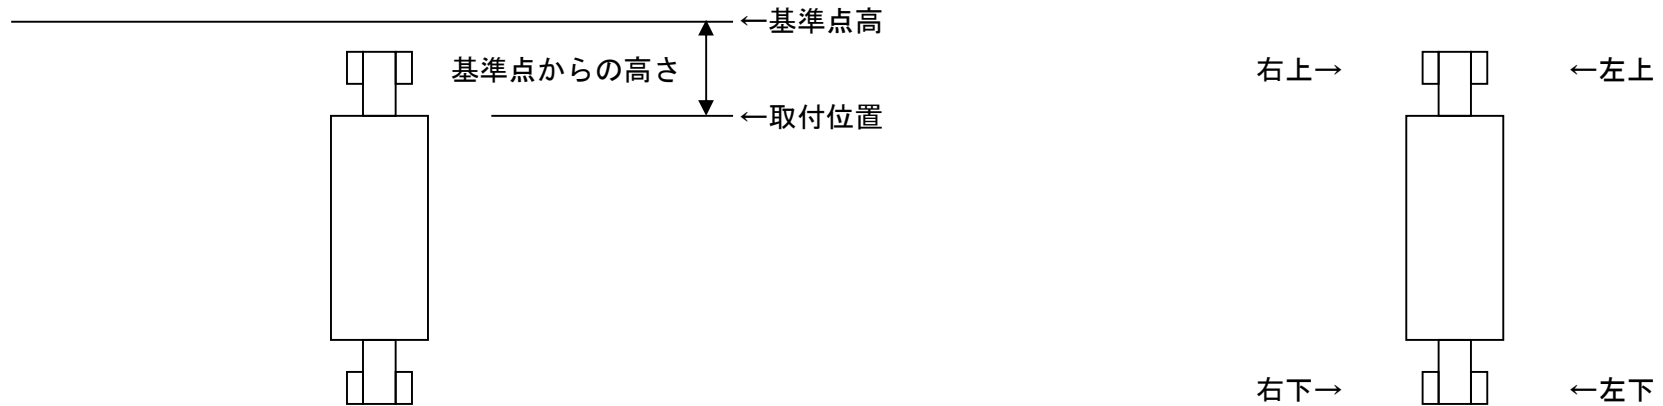 ←基準点高
基準点からの高さ
右上→
←左上
←取付位置
右下→
←左下